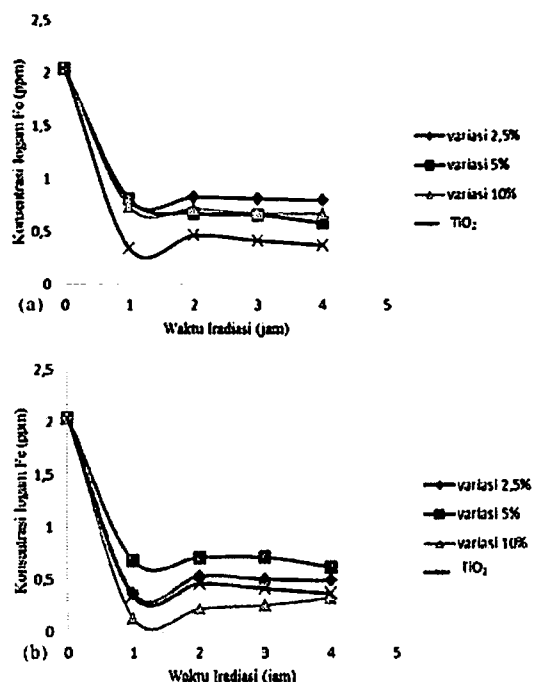 2,5
2
1,5
1
0,5
0
Konsentrasi logam Fe (ppm)
variasi 2,5%
variasi 5%
variasi 10%
TiO₂
(a)
0 1 2 3 4 5
Waktu Iradiasi (jam)
2,5
2
1,5
1
0,5
0
Konsentrasi logam Fe (ppm)
variasi 2,5%
variasi 5%
variasi 10%
TiO₂
(b)
0 1 2 3 4 5
Waktu Iradiasi (jam)